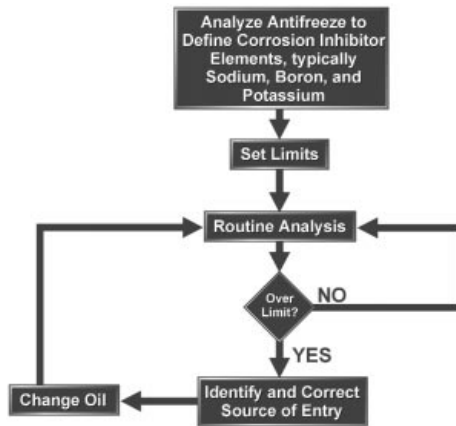 Analyze Antifreeze to
Define Corrosion Inhibitor
Elements, typically
Sodium, Boron, and
Potassium
Set Limits
Routine Analysis
Over
Limit?
NO
YES
Identify and Correct
Source of Entry
Change Oil